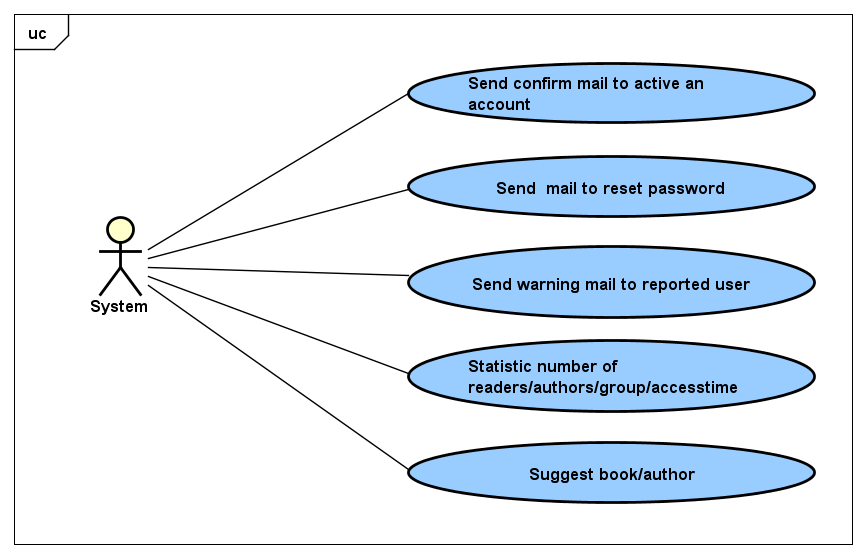 uc
Send confirm mail to active an
account
Send  mail to reset password
Send warning mail to reported user
System
Statistic number of
readers/authors/group/accesstime
Suggest book/author